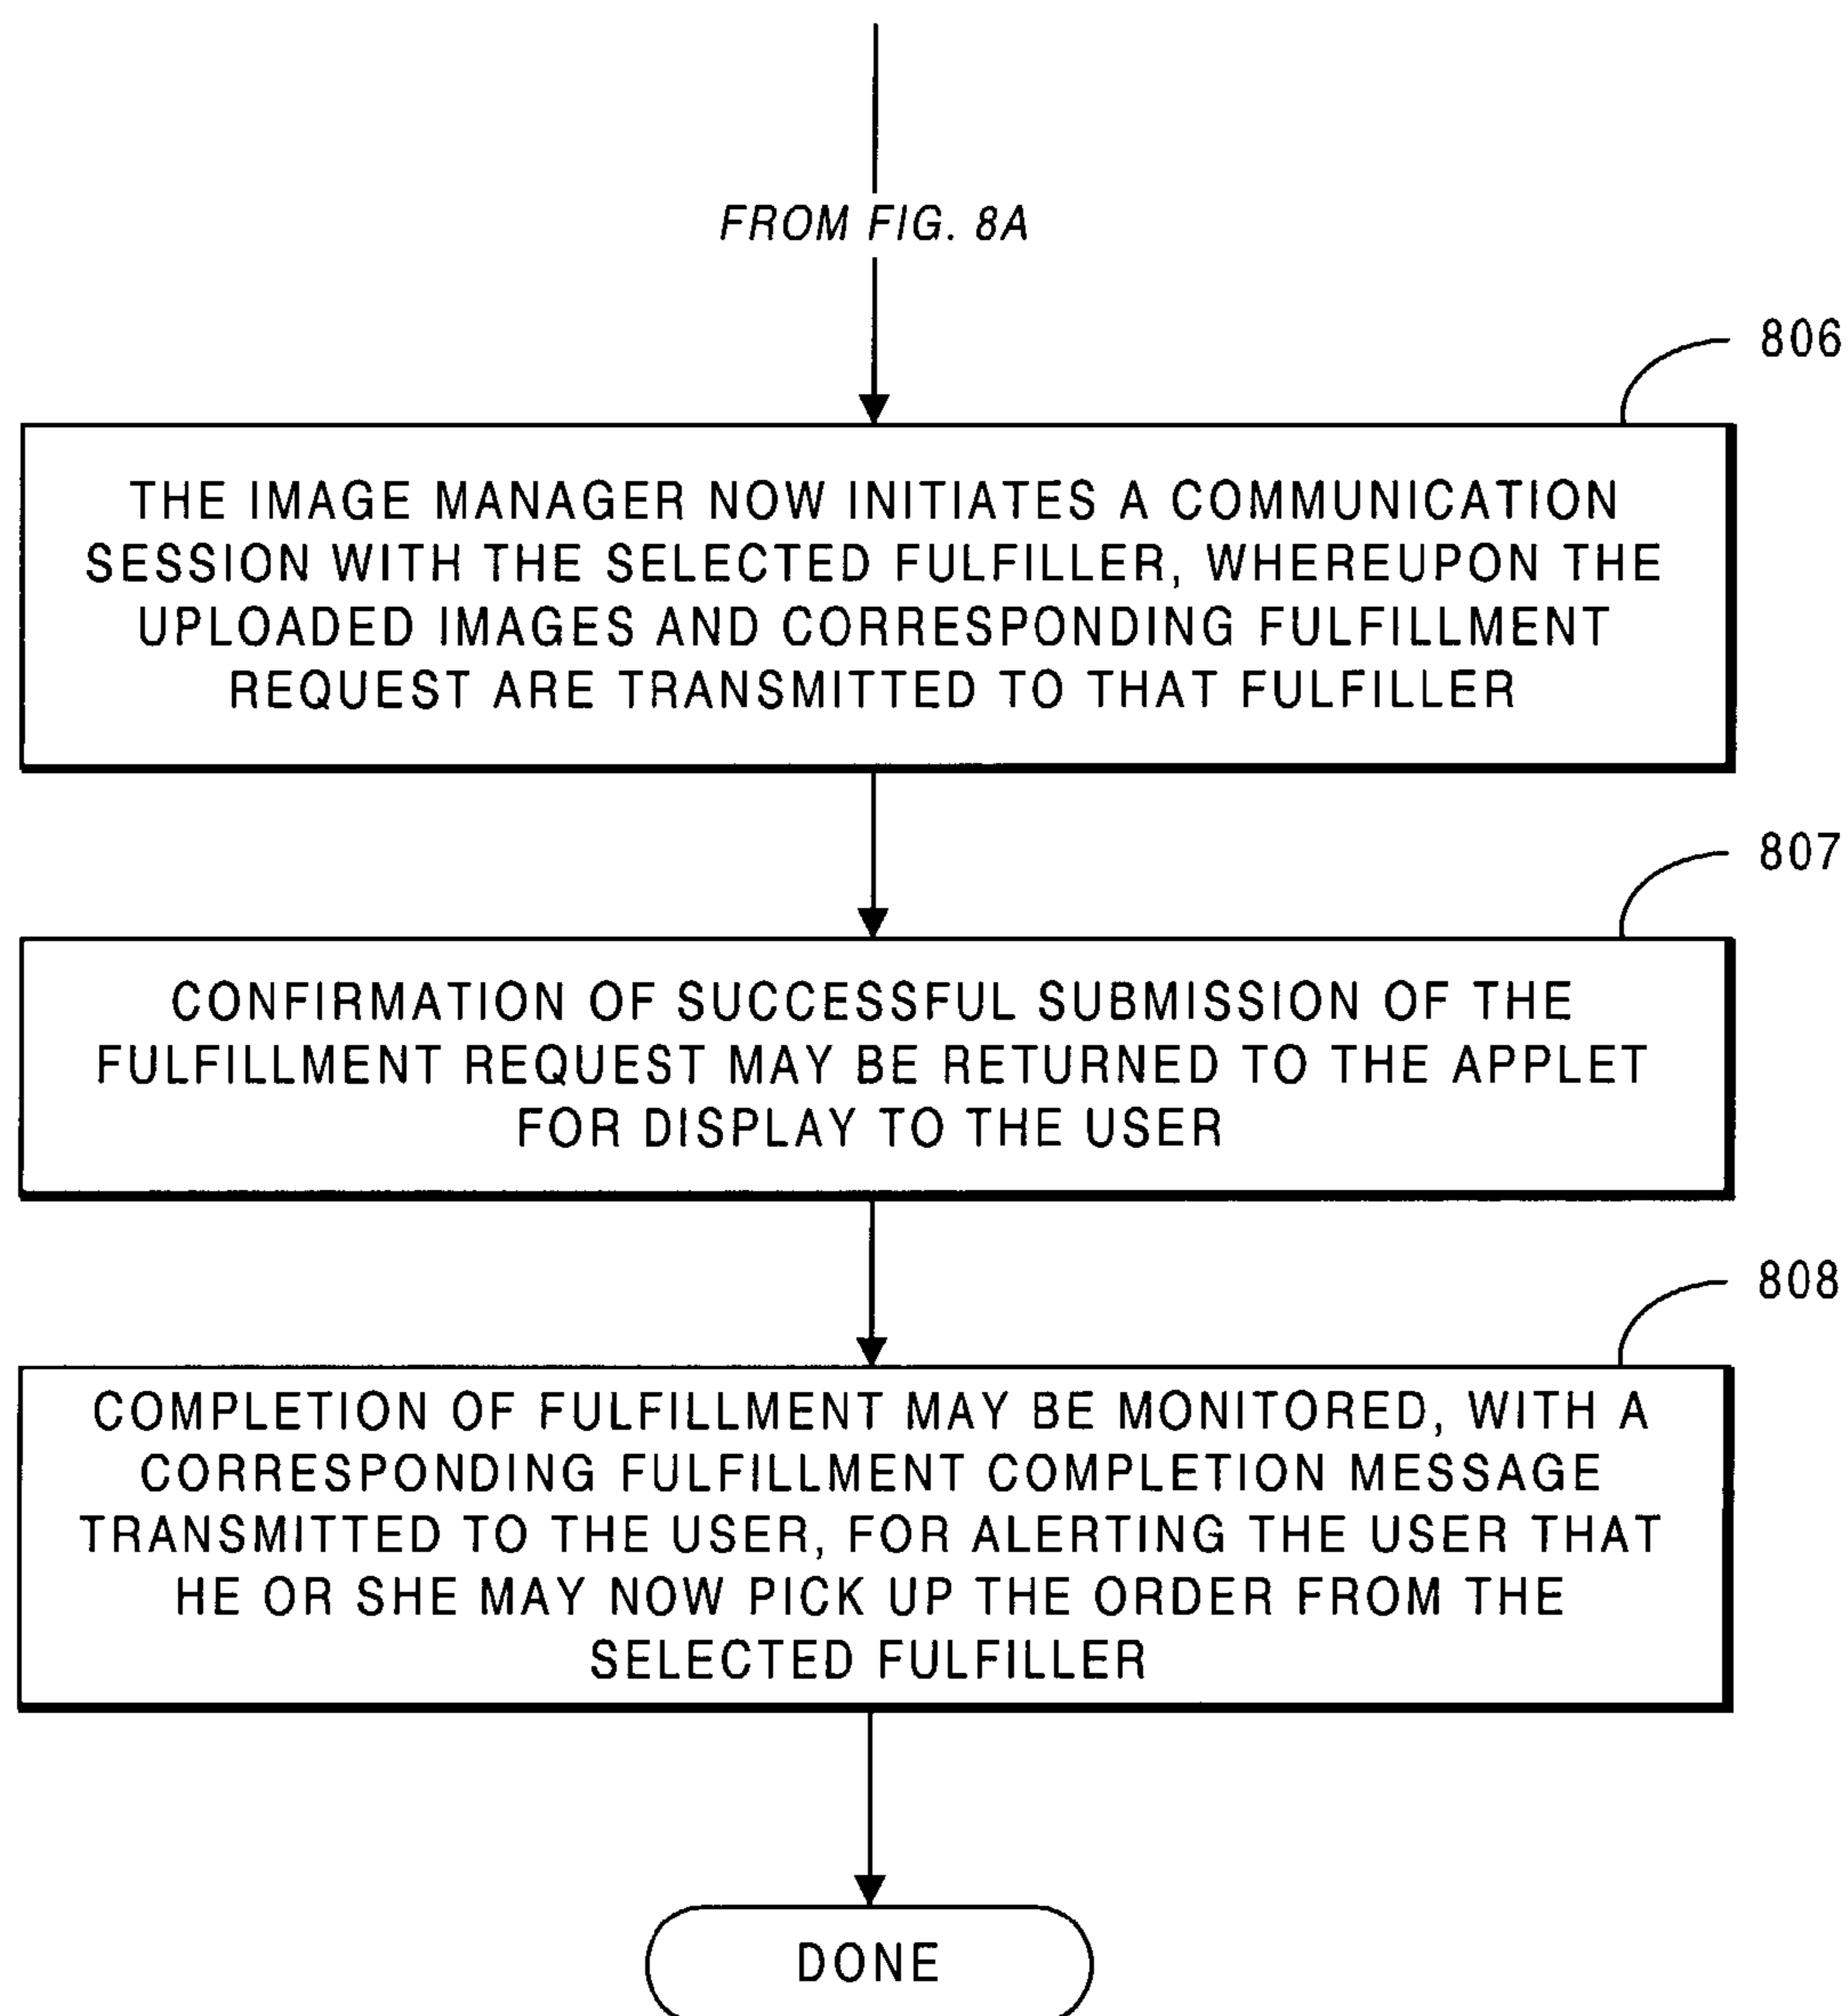 FROM FIG. 8A
806
THE IMAGE MANAGER NOW INITIATES A COMMUNICATION
SESSION WITH THE SELECTED FULFILLER, WHEREUPON THE
UPLOADED IMAGES AND CORRESPONDING FULFILLMENT
REQUEST ARE TRANSMITTED TO THAT FULFILLER
807
CONFIRMATION OF SUCCESSFUL SUBMISSION OF THE
FULFILLMENT REQUEST MAY BE RETURNED TO THE APPLET
FOR DISPLAY TO THE USER
808
COMPLETION OF FULFILLMENT MAY BE MONITORED, WITH A
CORRESPONDING FULFILLMENT COMPLETION MESSAGE
TRANSMITTED TO THE USER, FOR ALERTING THE USER THAT
HE OR SHE MAY NOW PICK UP THE ORDER FROM THE
SELECTED FULFILLER
DONE